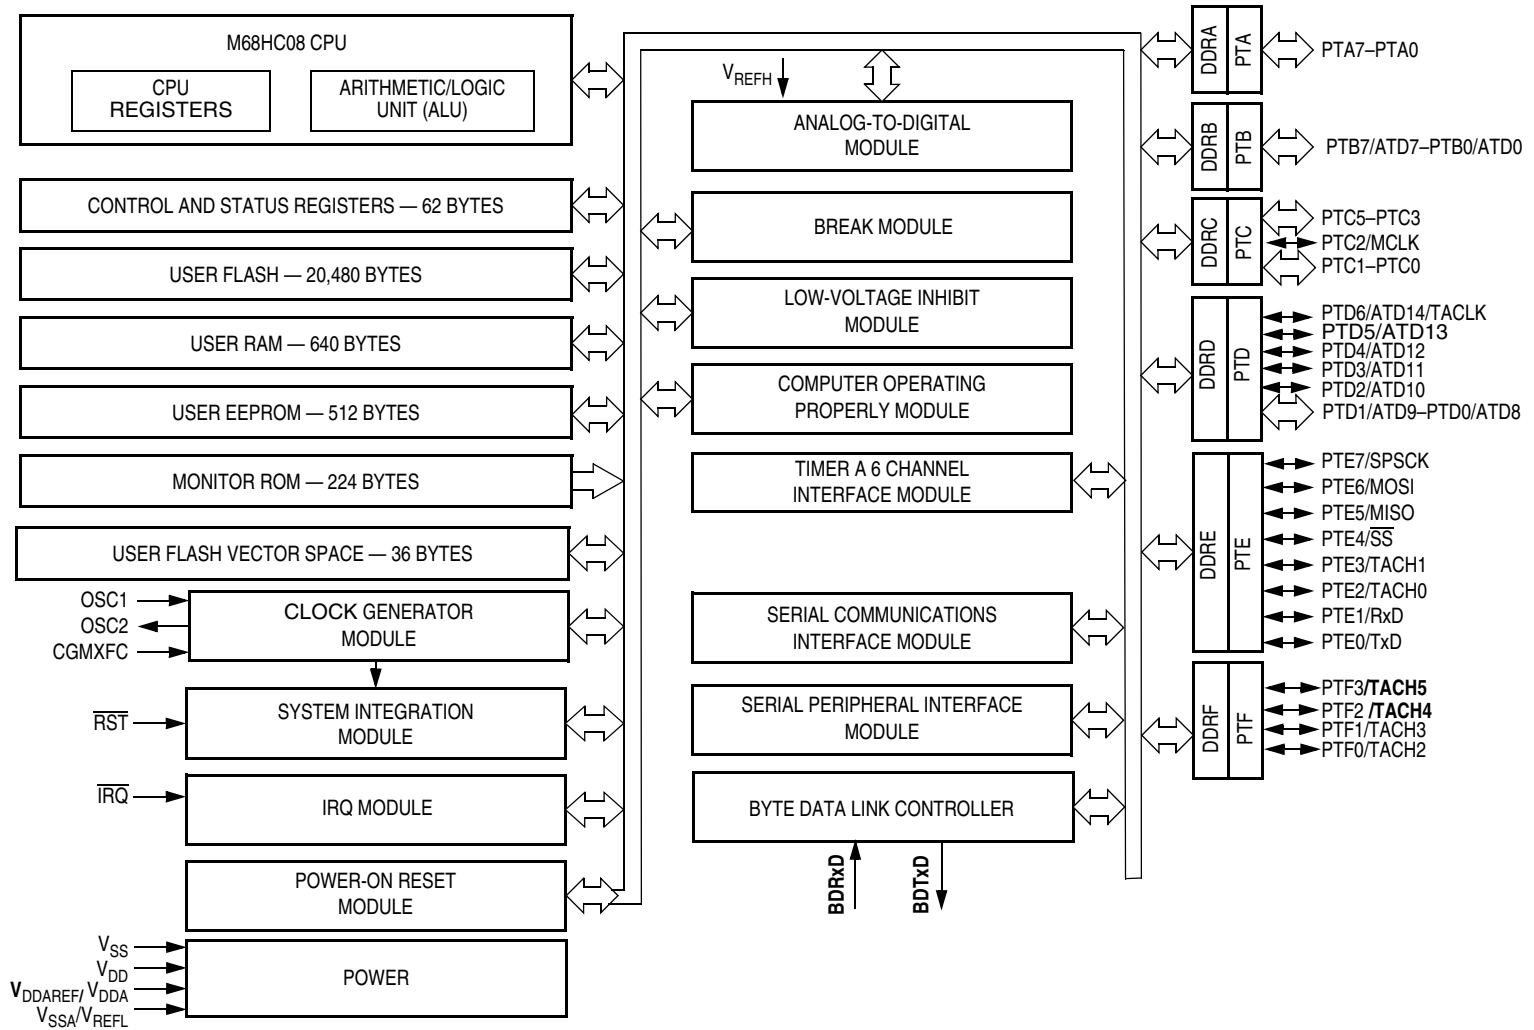 M68HC08 CPU
CPU
REGISTERS
ARITHMETIC/LOGIC
UNIT (ALU)
CONTROL AND STATUS REGISTERS — 62 BYTES
USER FLASH — 20,480 BYTES
USER RAM — 640 BYTES
USER EEPROM — 512 BYTES
MONITOR ROM — 224 BYTES
USER FLASH VECTOR SPACE — 36 BYTES
OSC1
OSC2
CGMXFC
CLOCK GENERATOR
MODULE
RST
SYSTEM INTEGRATION
MODULE
IRQ
IRQ MODULE
POWER-ON RESET
MODULE
VSS
VDD
VDDAREF/ VDDA
VSSA/VREFL
POWER
VREFH
ANALOG-TO-DIGITAL
MODULE
BREAK MODULE
LOW-VOLTAGE INHIBIT
MODULE
COMPUTER OPERATING
PROPERLY MODULE
TIMER A 6 CHANNEL
INTERFACE MODULE
SERIAL COMMUNICATIONS
INTERFACE MODULE
SERIAL PERIPHERAL INTERFACE
MODULE
BYTE DATA LINK CONTROLLER
BDRxD
BDTxD
DDRA
PTA
PTA7–PTA0
DDRB
PTB
PTB7/ATD7–PTB0/ATD0
DDRC
PTC
PTC5–PTC3
PTC2/MCLK
PTC1–PTC0
DDRD
PTD
PTD6/ATD14/TACLK
PTD5/ATD13
PTD4/ATD12
PTD3/ATD11
PTD2/ATD10
PTD1/ATD9–PTD0/ATD8
DDRE
PTE
PTE7/SPSCK
PTE6/MOSI
PTE5/MISO
PTE4/SS
PTE3/TACH1
PTE2/TACH0
PTE1/RxD
PTE0/TxD
DDRF
PTF
PTF3/TACH5
PTF2 /TACH4
PTF1/TACH3
PTF0/TACH2